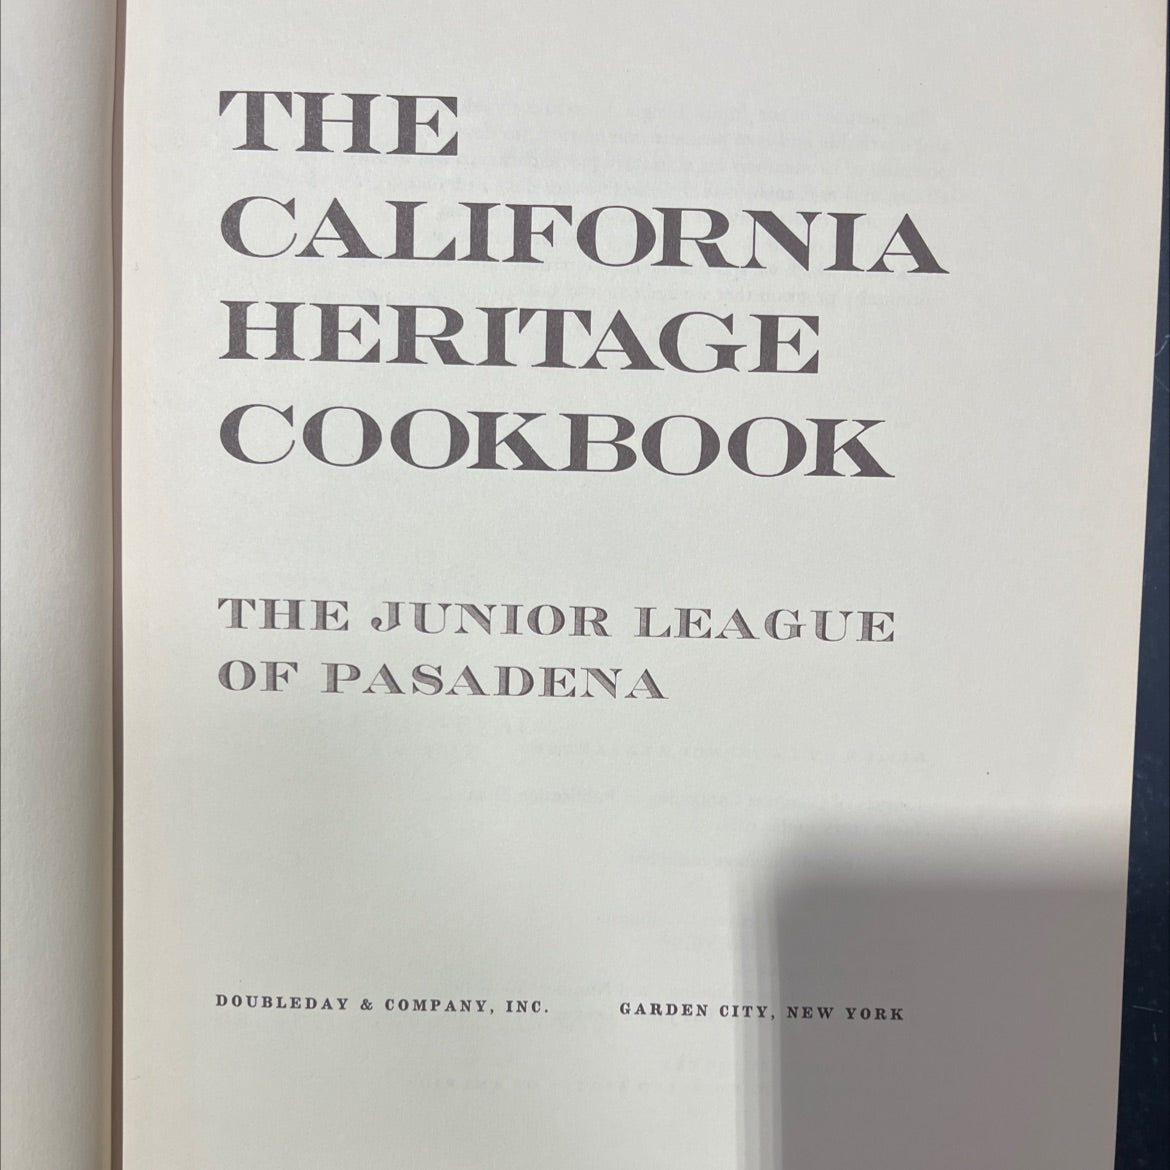 THE
CALIFORNIA
HERITAGE
COOKBOOK
THE JUNIOR LEAGUE
OF PASADENA
DOUBLEDAY & COMPANY, INC. GARDEN CITY, NEW YORK